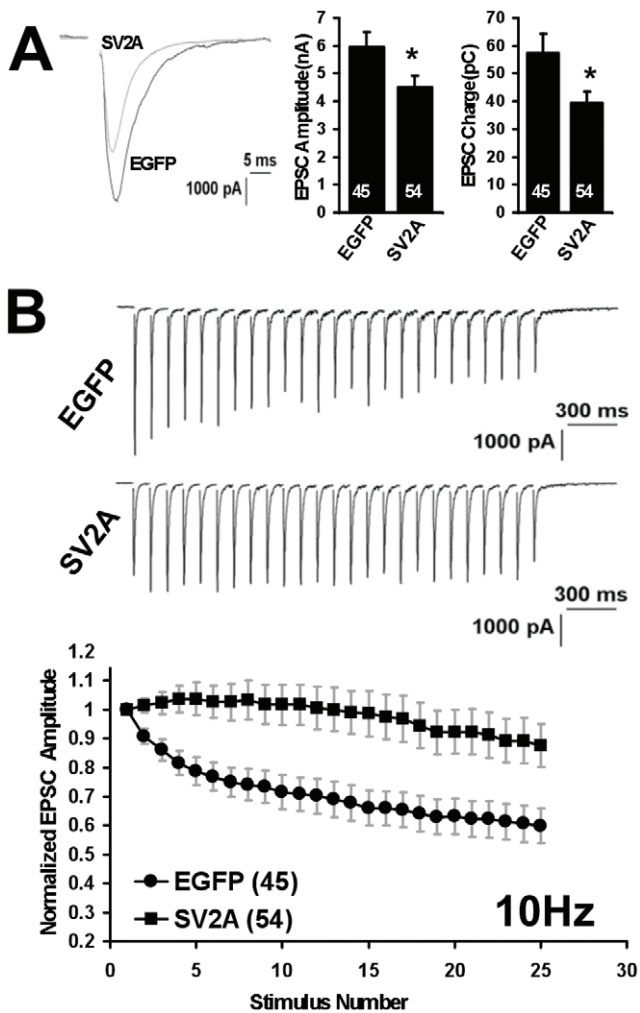 A
SV2A
EGFP
5 ms
1000 pA
EPSC Amplitude(nA)
7
6
5
4
3
2
1
0
*
45
54
EGFP
SV2A
EPSC Charge(pC)
70
60
50
40
30
20
10
0
*
45
54
EGFP
SV2A
B
EGFP
300 ms
1000 pA
SV2A
300 ms
1000 pA
Normalized EPSC Amplitude
1.2
1.1
1
0.9
0.8
0.7
0.6
0.5
0.4
0.3
0.2
EGFP (45)
SV2A (54)
10Hz
0 5 10 15 20 25 30
Stimulus Number